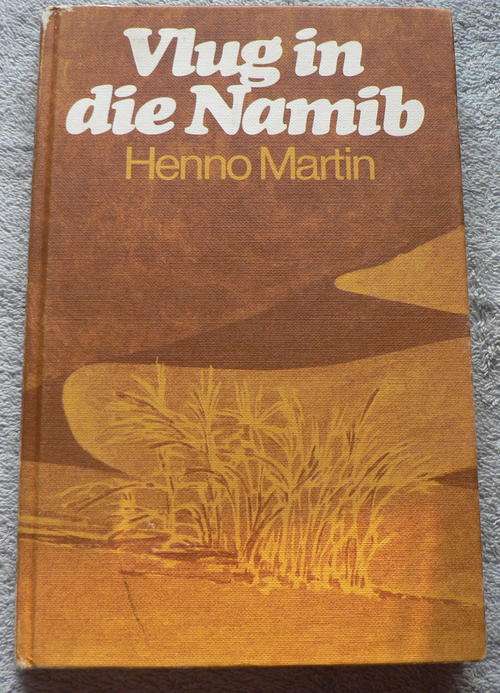 Vlug in
die Namib
Henno Martin